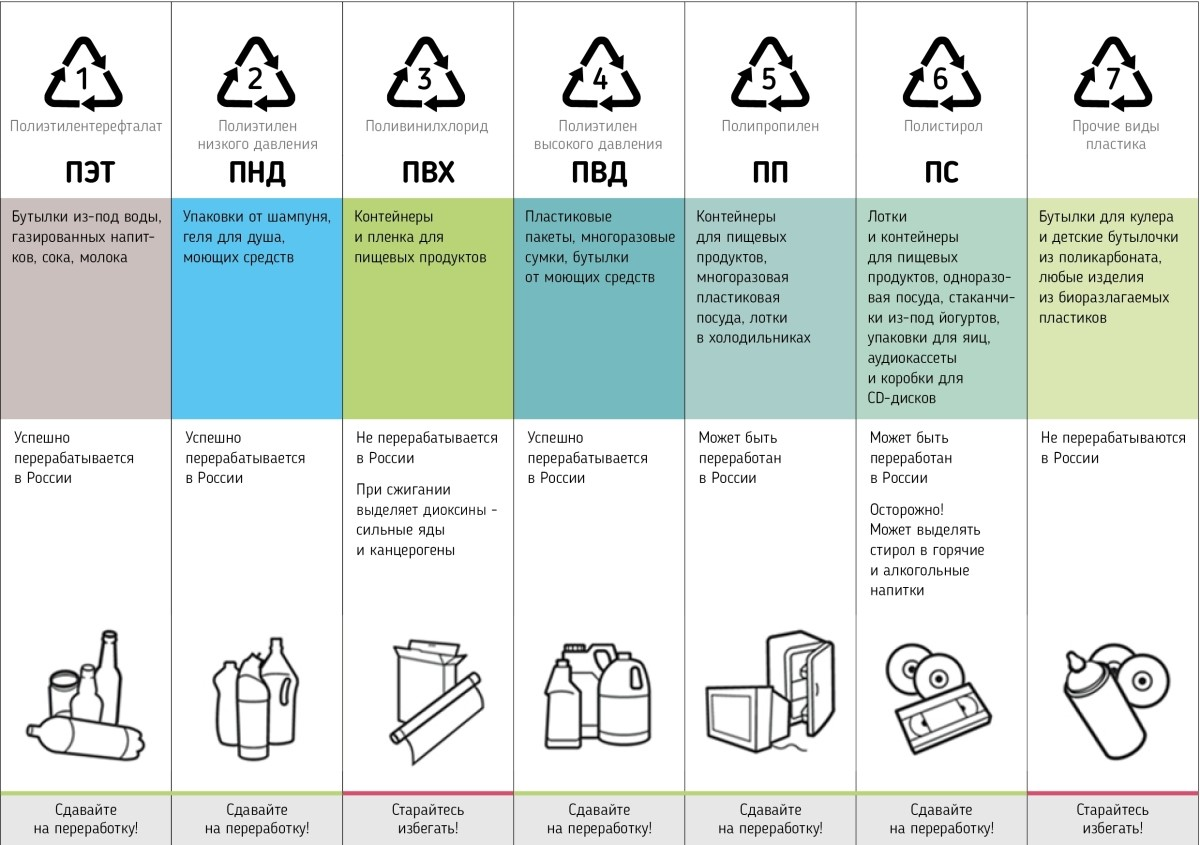 1
Полиэтилентерефталат
ПЭТ
Бутылки из-под воды,
газированных напит-
ков, сока, молока
Успешно
перерабатывается
в России
Сдавайте
на переработку!
2
Полиэтилен
низкого давления
ПНД
Упаковки от шампуня,
геля для душа,
моющих средств
Успешно
перерабатывается
в России
Сдавайте
на переработку!
3
Поливинилхлорид
ПВХ
Контейнеры
и пленка для
пищевых продуктов
Не перерабатывается
в России
При сжигании
выделяет диоксины -
сильные яды
и канцерогены
Старайтесь
избегать!
4
Полиэтилен
высокого давления
ПВД
Пластиковые
пакеты, многоразовые
сумки, бутылки
от моющих средств
Успешно
перерабатывается
в России
Сдавайте
на переработку!
5
Полипропилен
ПП
Контейнеры
для пищевых
продуктов,
многоразовая
пластиковая
посуда, лотки
в холодильниках
Может быть
переработан
в России
Сдавайте
на переработку!
6
Полистирол
ПС
Лотки
и контейнеры
для пищевых
продуктов, одноразо-
вая посуда, стаканчи-
ки из-под йогуртов,
упаковки для яиц,
аудиокассеты
и коробки для
CD-дисков
Может быть
переработан
в России
Осторожно!
Может выделять
стирол в горячие
и алкогольные
напитки
Сдавайте
на переработку!
7
Прочие виды
пластика
Бутылки для кулера
и детские бутылочки
из поликарбоната,
любые изделия
из биоразлагаемых
пластиков
Не перерабатываются
в России
Старайтесь
избегать!